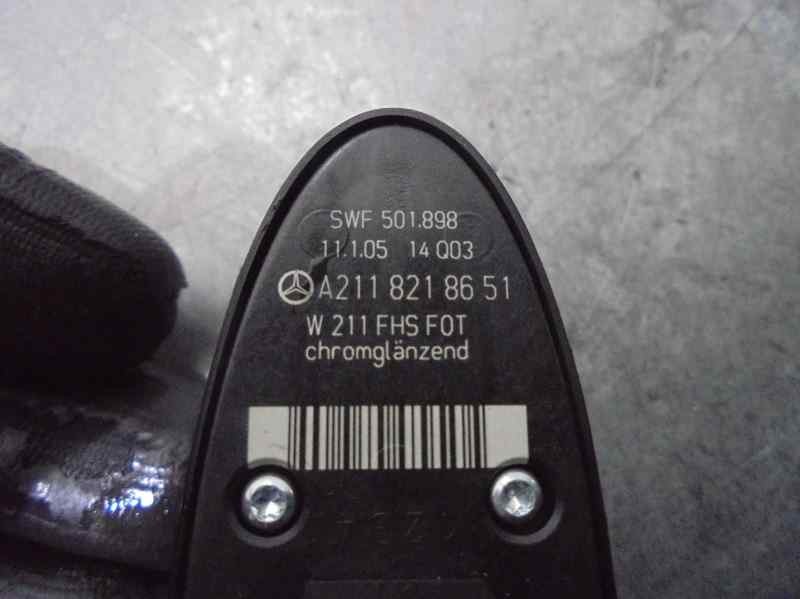 SWF 501.898
11.1.05 14 Q03
A211 821 86 51
W 211 FHS FOT
chromglänzend